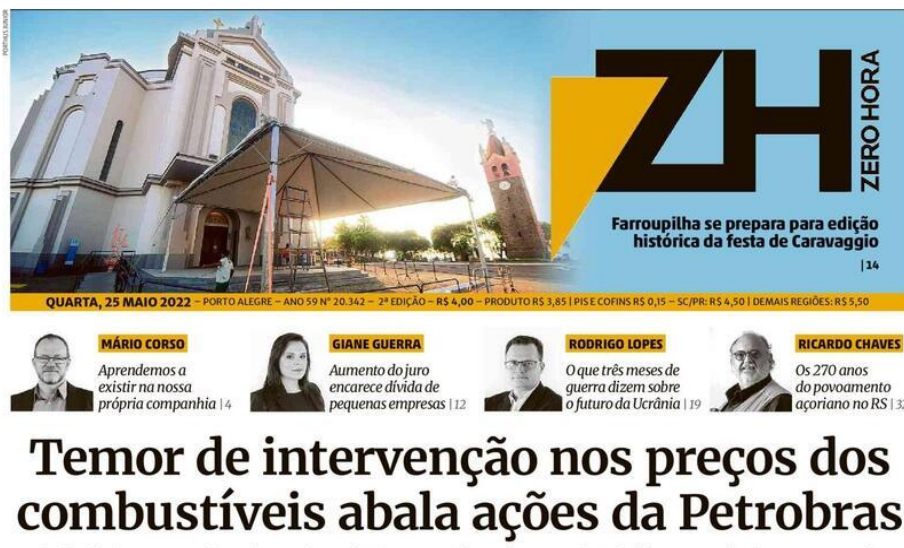 PORTHUS JUNIOR
ZH
ZERO HORA
Farroupilha se prepara para edição
histórica da festa de Caravaggio
| 14
QUARTA, 25 MAIO 2022 – PORTO ALEGRE – ANO 59 N° 20.342 – 2ª EDIÇÃO – R$ 4,00 – PRODUTO R$ 3,85 | PIS E COFINS R$ 0,15 – SC/PR: R$ 4,50 | DEMAIS REGIÕES: R$ 5,50
MÁRIO CORSO
Aprendemos a
existir na nossa
própria companhia | 4
GIANE GUERRA
Aumento do juro
encarece dívida de
pequenas empresas | 12
RODRIGO LOPES
O que três meses de
guerra dizem sobre
o futuro da Ucrânia | 19
RICARDO CHAVES
Os 270 anos
do povoamento
açoriano no RS |
Temor de intervenção nos preços dos
combustíveis abala ações da Petrobras